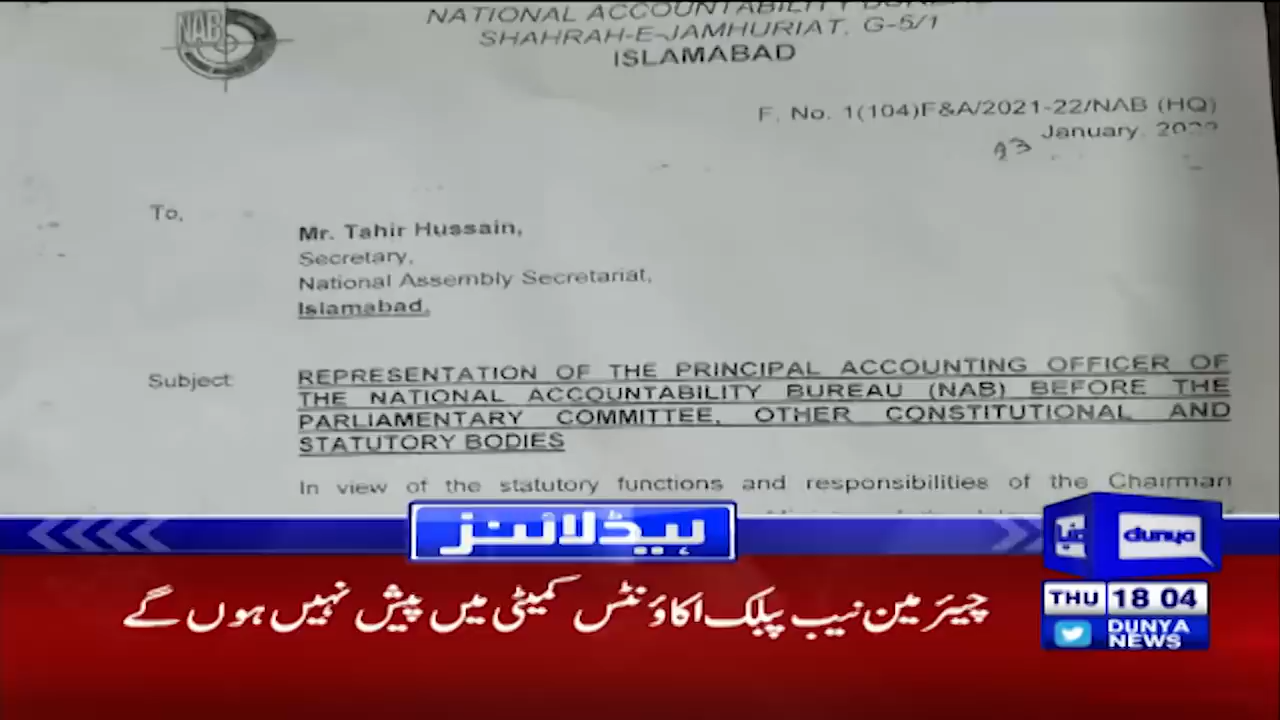 NAB
NATIONAL ACCOUNTABILITY
SHAHRAH-E-JAMHURIAT, G-5/1
ISLAMABAD
F. No. 1(104)F&A/2021-22/NAB (HQ)
January,
To,
Mr. Tahir Hussain,
Secretary,
National Assembly Secretariat,
Islamabad.
Subject
REPRESENTATION OF THE PRINCIPAL ACCOUNTING OFFICER OF
THE NATIONAL ACCOUNTABILITY BUREAU (NAB) BEFORE THE
PARLIAMENTARY COMMITTEE, OTHER CONSTITUTIONAL AND
STATUTORY BODIES
In view of the statutory functions and responsibilities of the Chairman
ہیڈلائنز
دنیا dunya
چیئرمین نیب پبلک اکاؤنٹس کمیٹی میں پیش نہیں ہوں گے
THU 18 04
DUNYA
NEWS